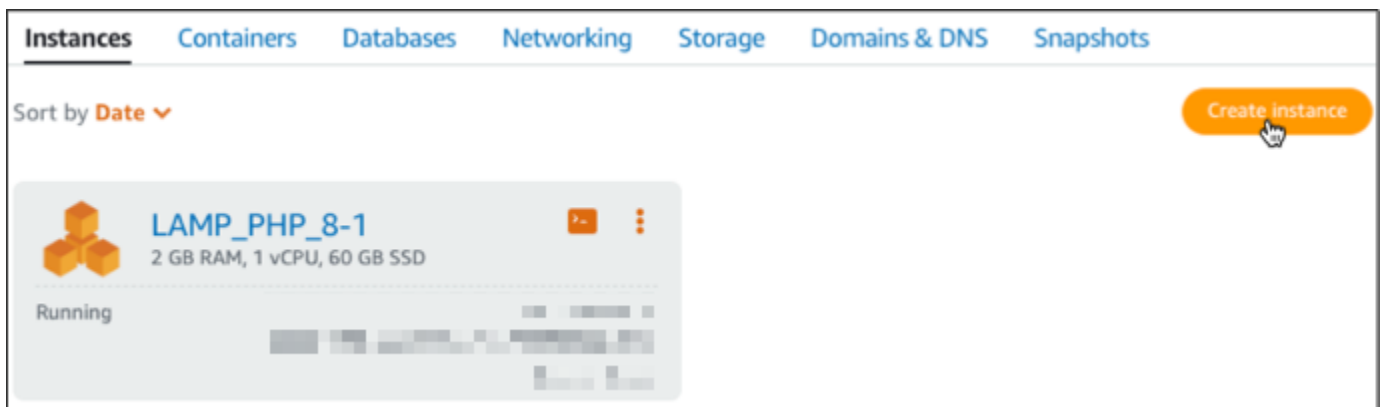 Instances Containers Databases Networking Storage Domains & DNS Snapshots
Sort by Date
Create instance
LAMP_PHP_8-1
2 GB RAM, 1 vCPU, 60 GB SSD
Running